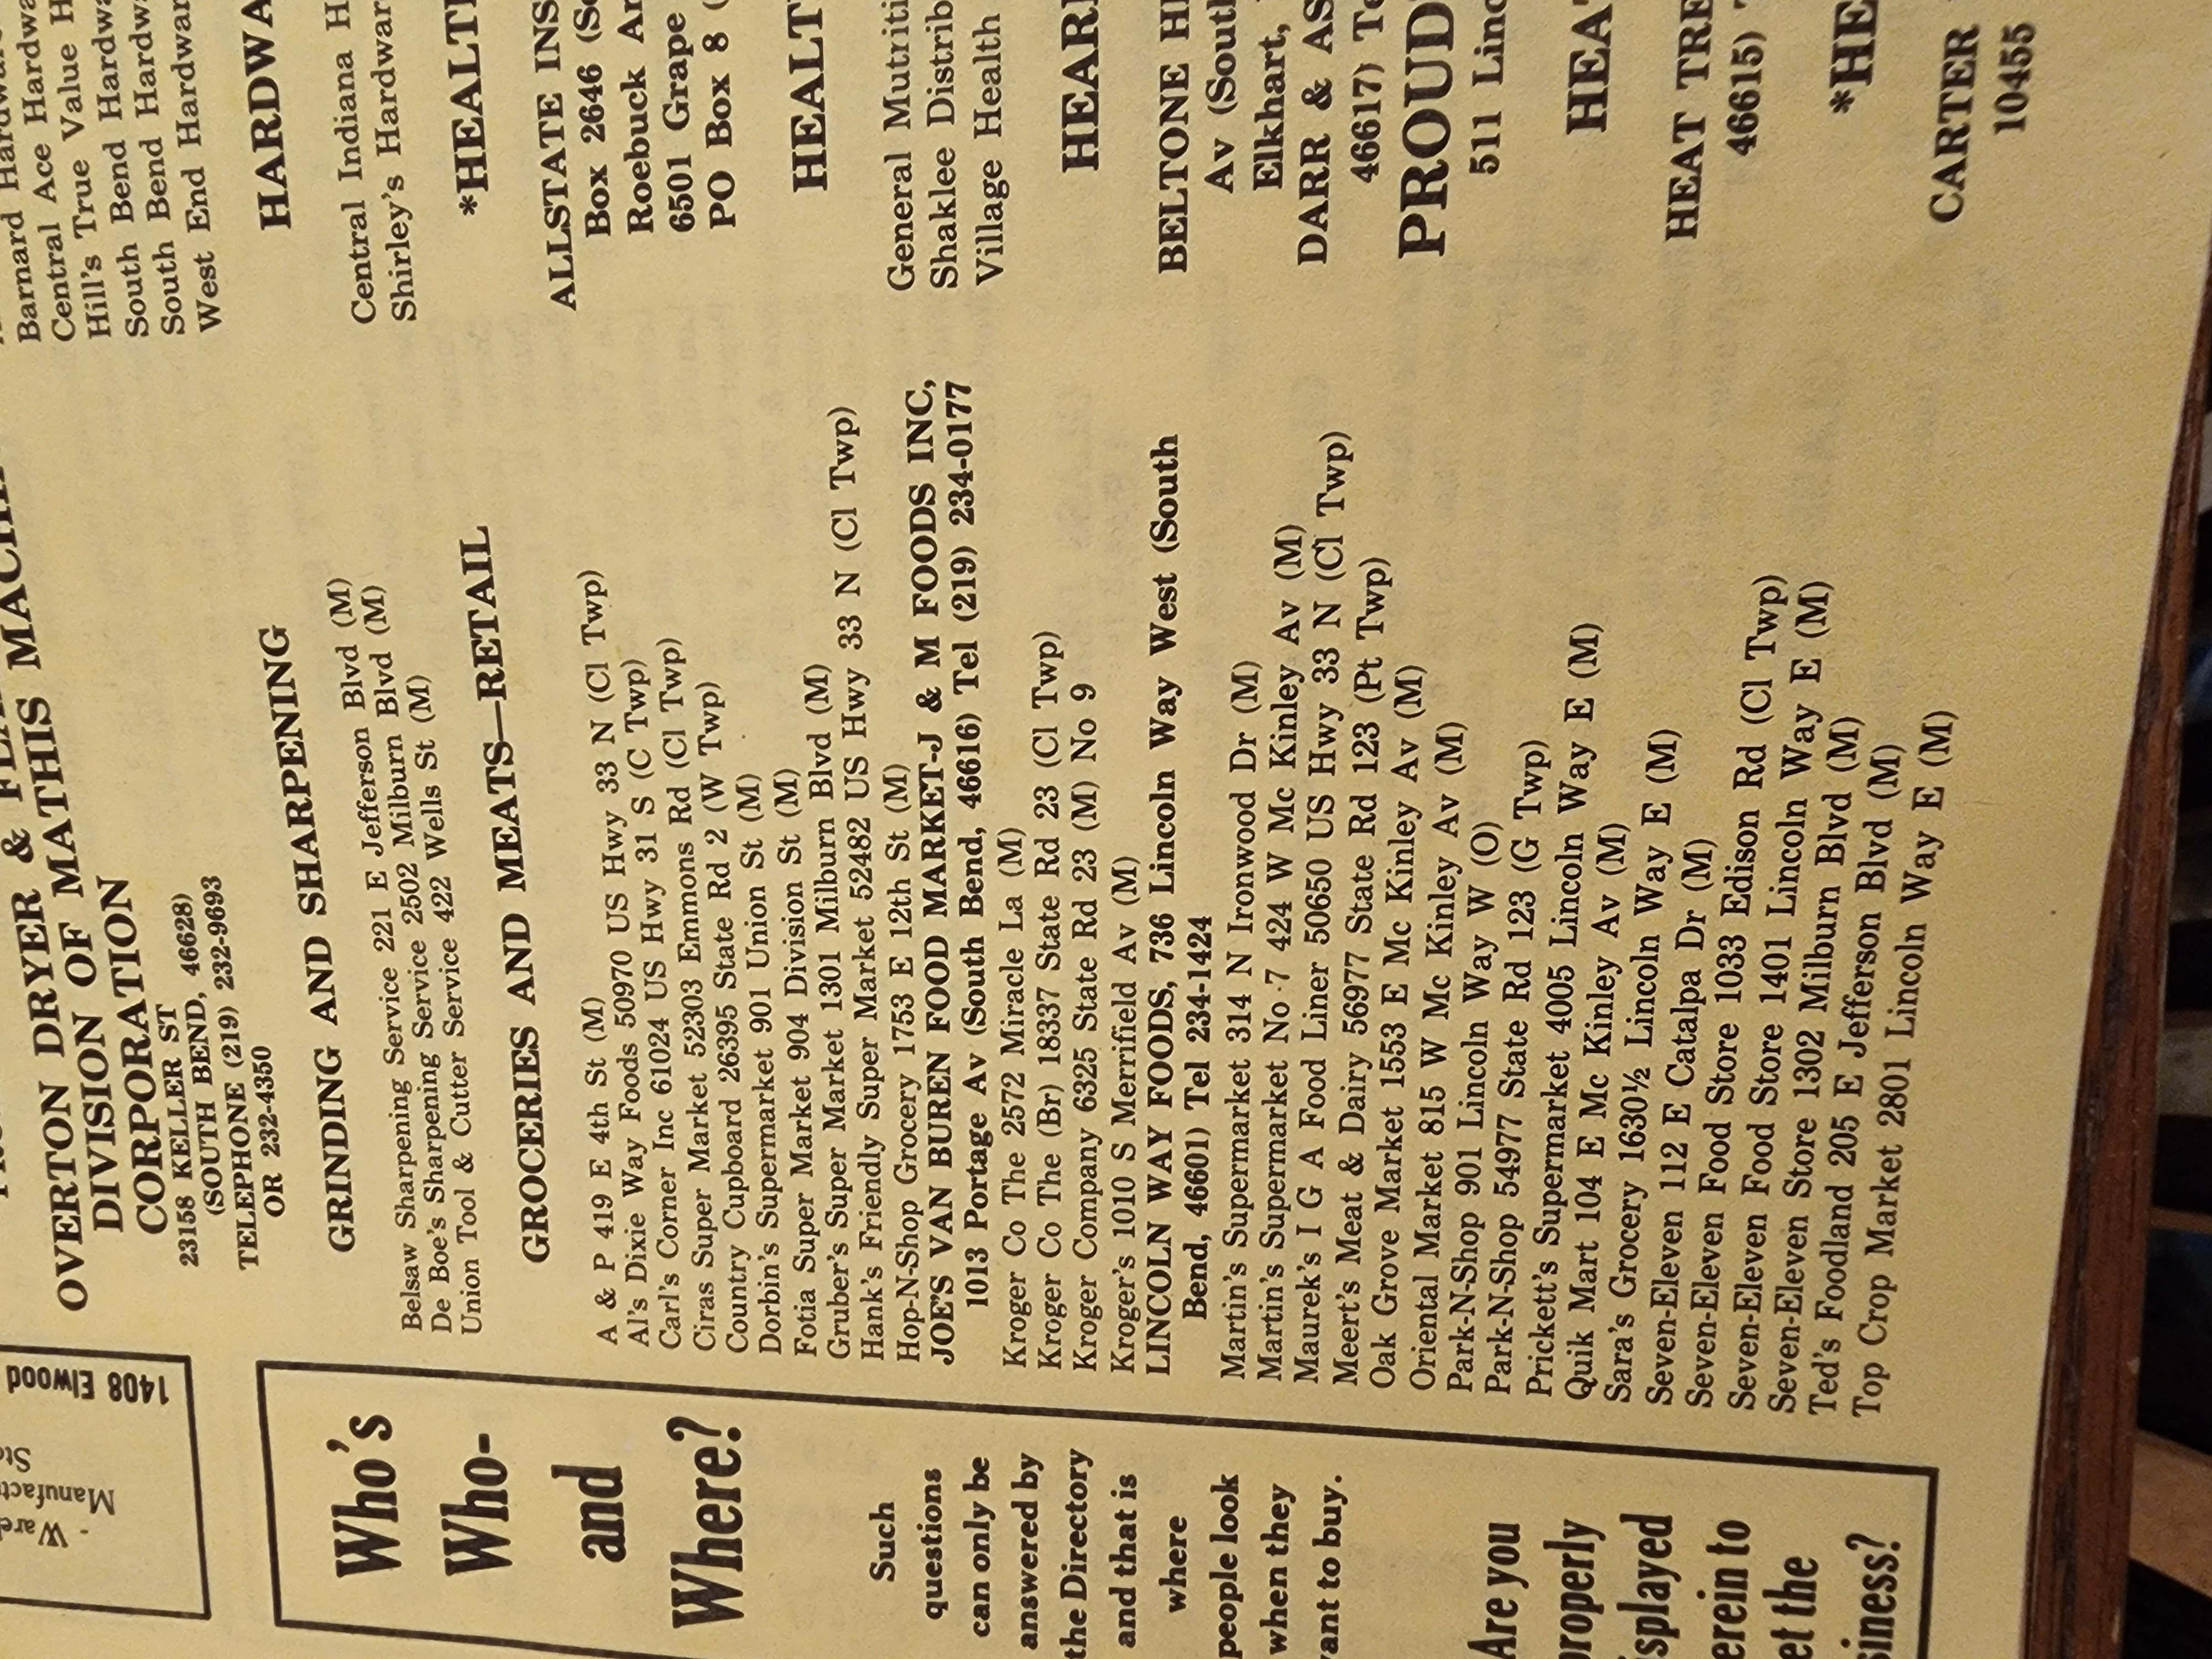 1408 Elwood
Manufact
Who's
Who-
and
Where?
Such
questions
can only be
answered by
the Directory
and that is
where
people look
when they
want to buy.
Are you
properly
isplayed
erein to
et the
siness?
OVERTON DRYER &
DIVISION OF MATHIS MACHIN
CORPORATION
23158 KELLER ST
(SOUTH BEND, 46628)
TELEPHONE (219) 232-9693
OR 232-4350
GRINDING AND SHARPENING
Belsaw Sharpening Service 221 E Jefferson Blvd (M)
De Boe's Sharpening Service 2502 Milburn Blvd (M)
Union Tool & Cutter Service 422 Wells St (M)
GROCERIES AND MEATS—RETAIL
A & P 419 E 4th St (M)
Al's Dixie Way Foods 50970 US Hwy 33 N (Cl Twp)
Carl's Corner Inc 61024 US Hwy 31 S (C Twp)
Ciras Super Market 52303 Emmons Rd (Cl Twp)
Country Cupboard 26395 State Rd 2 (W Twp)
Dorbin's Supermarket 901 Union St (M)
Fotia Super Market 904 Division St (M)
Gruber's Super Market 1301 Milburn Blvd (M)
Hank's Friendly Super Market 52482 US Hwy 33 N (Cl Twp)
Hop-N-Shop Grocery 1753 E 12th St (M)
JOE'S VAN BUREN FOOD MARKET-J & M FOODS INC,
1013 Portage Av (South Bend, 46616) Tel (219) 234-0177
Kroger Co The 2572 Miracle La (M)
Kroger Co The (Br) 18337 State Rd 23 (Cl Twp)
Kroger Company 6325 State Rd 23 (M) No 9
Kroger's 1010 S Merrifield Av (M)
LINCOLN WAY FOODS, 736 Lincoln Way West (South
Bend, 46601) Tel 234-1424
Martin's Supermarket 314 N Ironwood Dr (M)
Martin's Supermarket No 7 424 W Mc Kinley Av (M)
Maurek's I G A Food Liner 50650 US Hwy 33 N (Cl Twp)
Meert's Meat & Dairy 56977 State Rd 123 (Pt Twp)
Oak Grove Market 1553 E Mc Kinley Av (M)
Oriental Market 815 W Mc Kinley Av (M)
Park-N-Shop 901 Lincoln Way W (O)
Park-N-Shop 54977 State Rd 123 (G Twp)
Prickett's Supermarket 4005 Lincoln Way E (M)
Quik Mart 104 E Mc Kinley Av (M)
Sara's Grocery 1630½ Lincoln Way E (M)
Seven-Eleven 112 E Catalpa Dr (M)
Seven-Eleven Food Store 1033 Edison Rd (Cl Twp)
Seven-Eleven Food Store 1401 Lincoln Way E (M)
Seven-Eleven Store 1302 Milburn Blvd (M)
Ted's Foodland 205 E Jefferson Blvd (M)
Top Crop Market 2801 Lincoln Way E (M)
Barnard Hardwar
Central Ace Hardwa
Hill's True Value H
South Bend Hardwa
South Bend Hardwa
West End Hardwar
HARDWA
Central Indiana H
Shirley's Hardwar
*HEALT
ALLSTATE INS
Box 2646 (So
Roebuck Ar
6501 Grape
PO Box 8 (
HEALT
General Mutriti
Shaklee Distrib
Village Health
HEARI
BELTONE HE
Av (South
Elkhart,
DARR & AS
46617) Te
PROUD
511 Linc
HEAT
HEAT TRE
46615) T
*HE
CARTER
10455